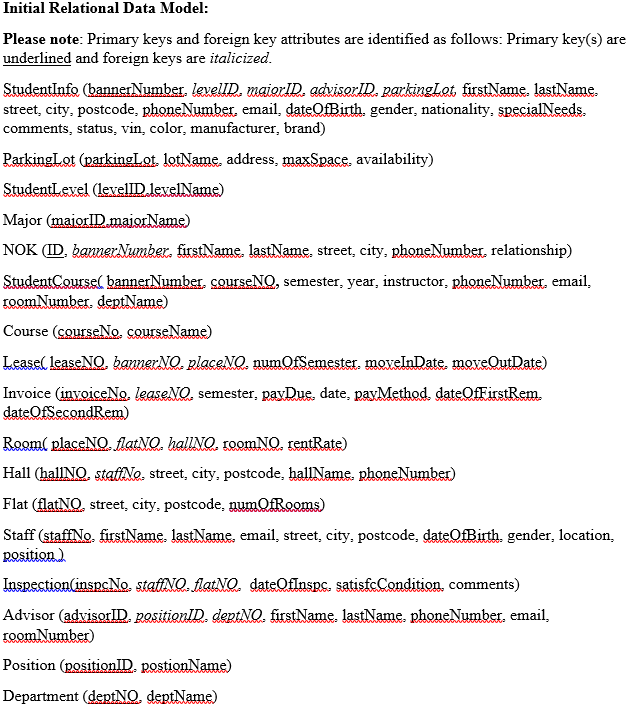 Initial Relational Data Model:
Please note: Primary keys and foreign key attributes are identified as follows: Primary key(s) are
underlined and foreign keys are italicized.
StudentInfo (bannerNumber, levelID, majorID, advisorID, parkingLot, firstName, lastName,
street, city, postcode, phoneNumber, email, dateOfBirth, gender, nationality, specialNeeds,
comments, status, vin, color, manufacturer, brand)
ParkingLot (parkingLot, lotName, address, maxSpace, availability)
StudentLevel (levelID,levelName)
Major (majorID,majorName)
NOK (ID, bannerNumber, firstName, lastName, street, city, phoneNumber, relationship)
StudentCourse( bannerNumber, courseNO, semester, year, instructor, phoneNumber, email,
roomNumber, deptName)
Course (courseNo, courseName)
Lease( leaseNO, bannerNO, placeNO, numOfSemester, moveInDate, moveOutDate)
Invoice (invoiceNo, leaseNO, semester, payDue, date, payMethod, dateOfFirstRem,
dateOfSecondRem)
Room( placeNO, flatNO, hallNO, roomNO, rentRate)
Hall (hallNO, staffNo, street, city, postcode, hallName, phoneNumber)
Flat (flatNO, street, city, postcode, numOfRooms)
Staff (staffNo, firstName, lastName, email, street, city, postcode, dateOfBirth, gender, location,
position )
Inspection(inspcNo, staffNO, flatNO, dateOfInspc, satisfcCondition, comments)
Advisor (advisorID, positionID, deptNO, firstName, lastName, phoneNumber, email,
roomNumber)
Position (positionID, postionName)
Department (deptNO, deptName)